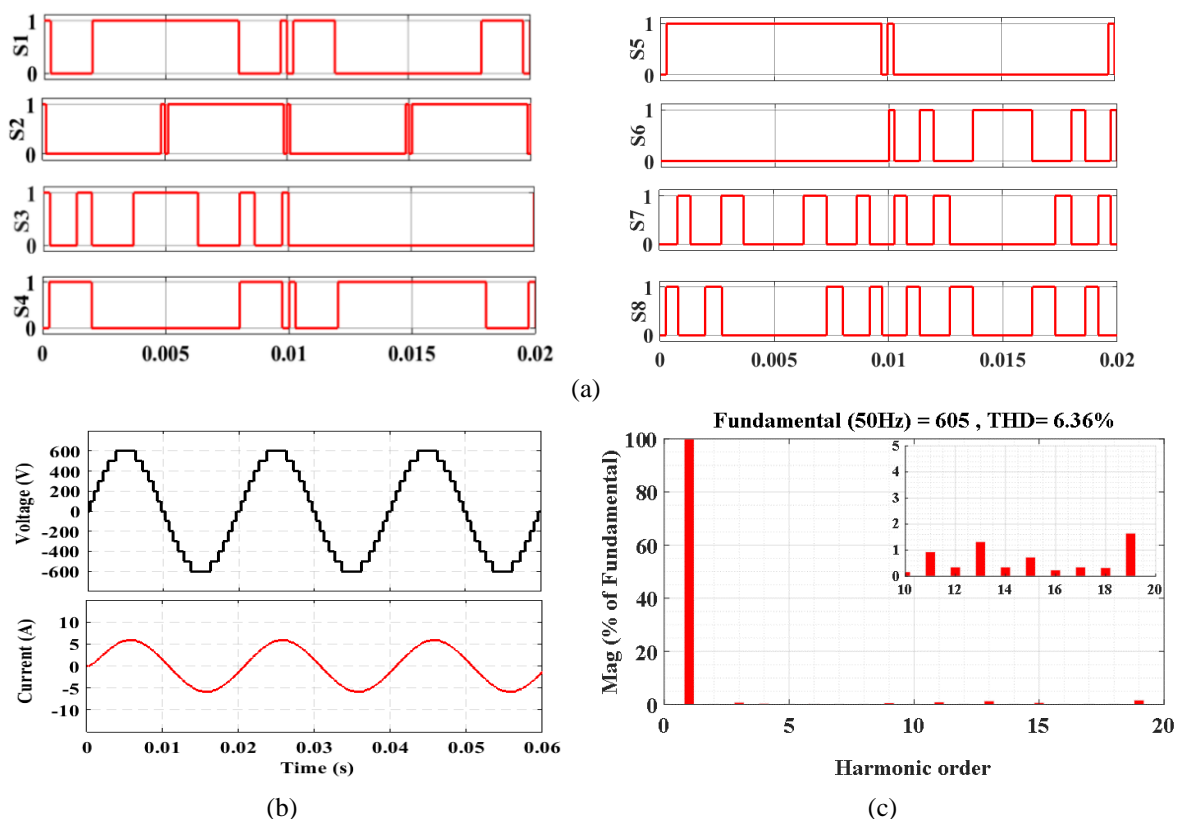 1
S1
0
1
S2
0
1
S3
0
1
S4
0
0 0.005 0.01 0.015 0.02
1
S5
0
1
S6
0
1
S7
0
1
S8
0
0 0.005 0.01 0.015 0.02
(a)
Voltage (V)
600
400
200
0
-200
-400
-600
Current (A)
10
5
0
-5
-10
0 0.01 0.02 0.03 0.04 0.05 0.06
Time (s)
(b)
Fundamental (50Hz) = 605 , THD= 6.36%
Mag (% of Fundamental)
100
80
60
40
20
0
5
4
3
2
1
0
10 12 14 16 18 20
0 5 10 15 20
Harmonic order
(c)